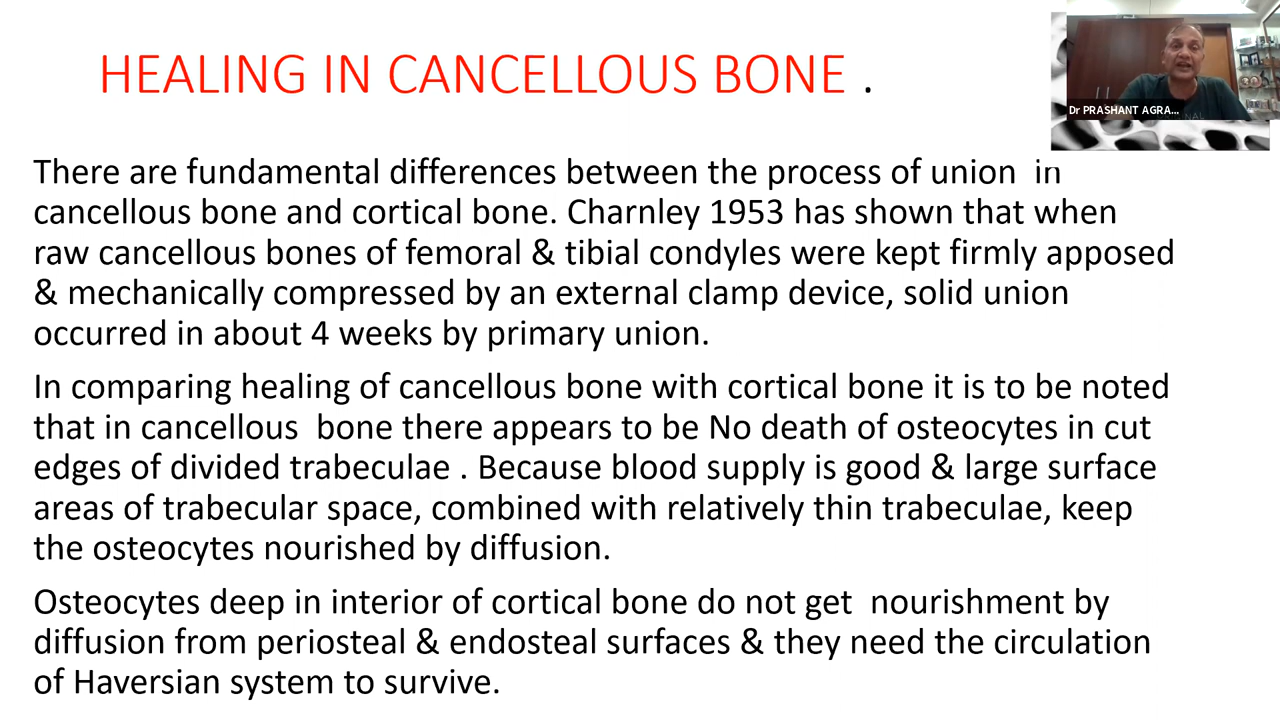 HEALING IN CANCELLOUS BONE .
Dr PRASHANT AGRA...
There are fundamental differences between the process of union in
cancellous bone and cortical bone. Charnley 1953 has shown that when
raw cancellous bones of femoral & tibial condyles were kept firmly apposed
& mechanically compressed by an external clamp device, solid union
occurred in about 4 weeks by primary union.
In comparing healing of cancellous bone with cortical bone it is to be noted
that in cancellous bone there appears to be No death of osteocytes in cut
edges of divided trabeculae . Because blood supply is good & large surface
areas of trabecular space, combined with relatively thin trabeculae, keep
the osteocytes nourished by diffusion.
Osteocytes deep in interior of cortical bone do not get nourishment by
diffusion from periosteal & endosteal surfaces & they need the circulation
of Haversian system to survive.